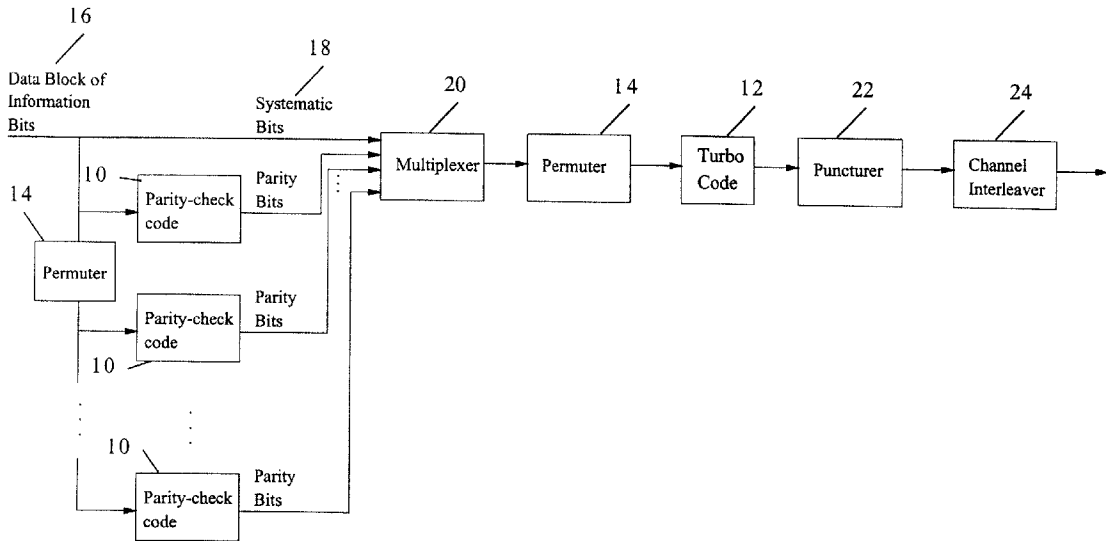 16
Data Block of
Information
Bits
18
Systematic
Bits
20
Multiplexer
14
Permuter
12
Turbo
Code
22
Puncturer
24
Channel
Interleaver
10
Parity-check
code
Parity
Bits
14
Permuter
Parity-check
code
10
Parity
Bits
10
Parity-check
code
Parity
Bits